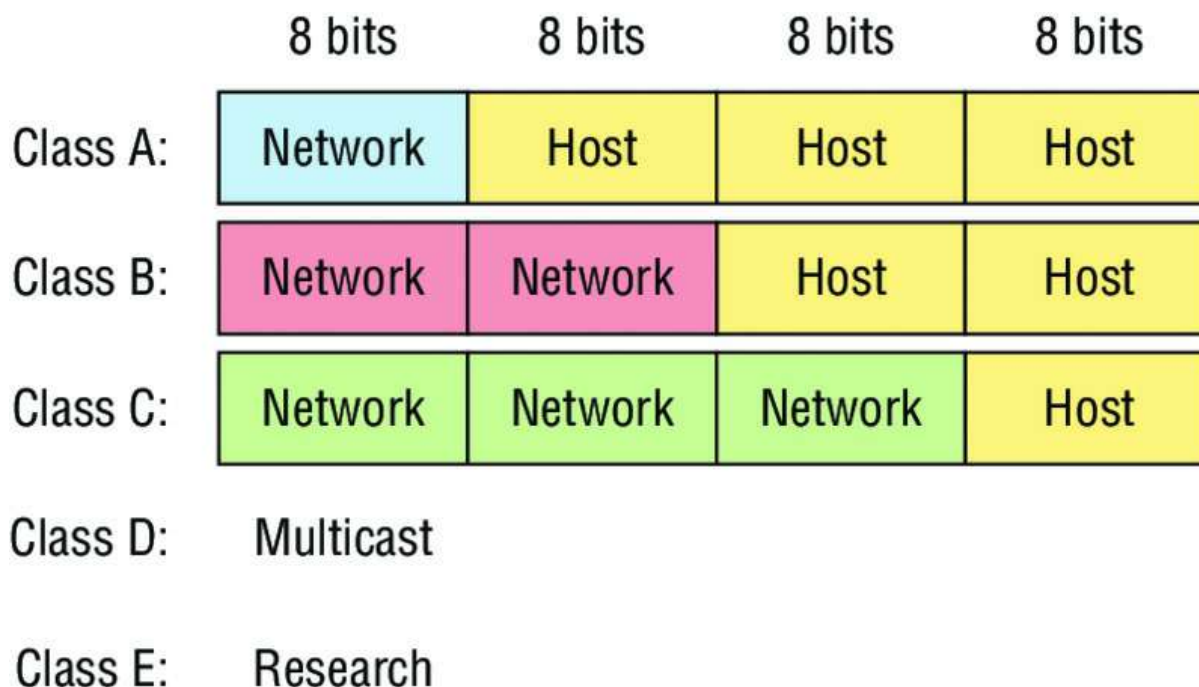 8 bits 8 bits 8 bits 8 bits
Class A: Network Host Host Host
Class B: Network Network Host Host
Class C: Network Network Network Host
Class D: Multicast
Class E: Research